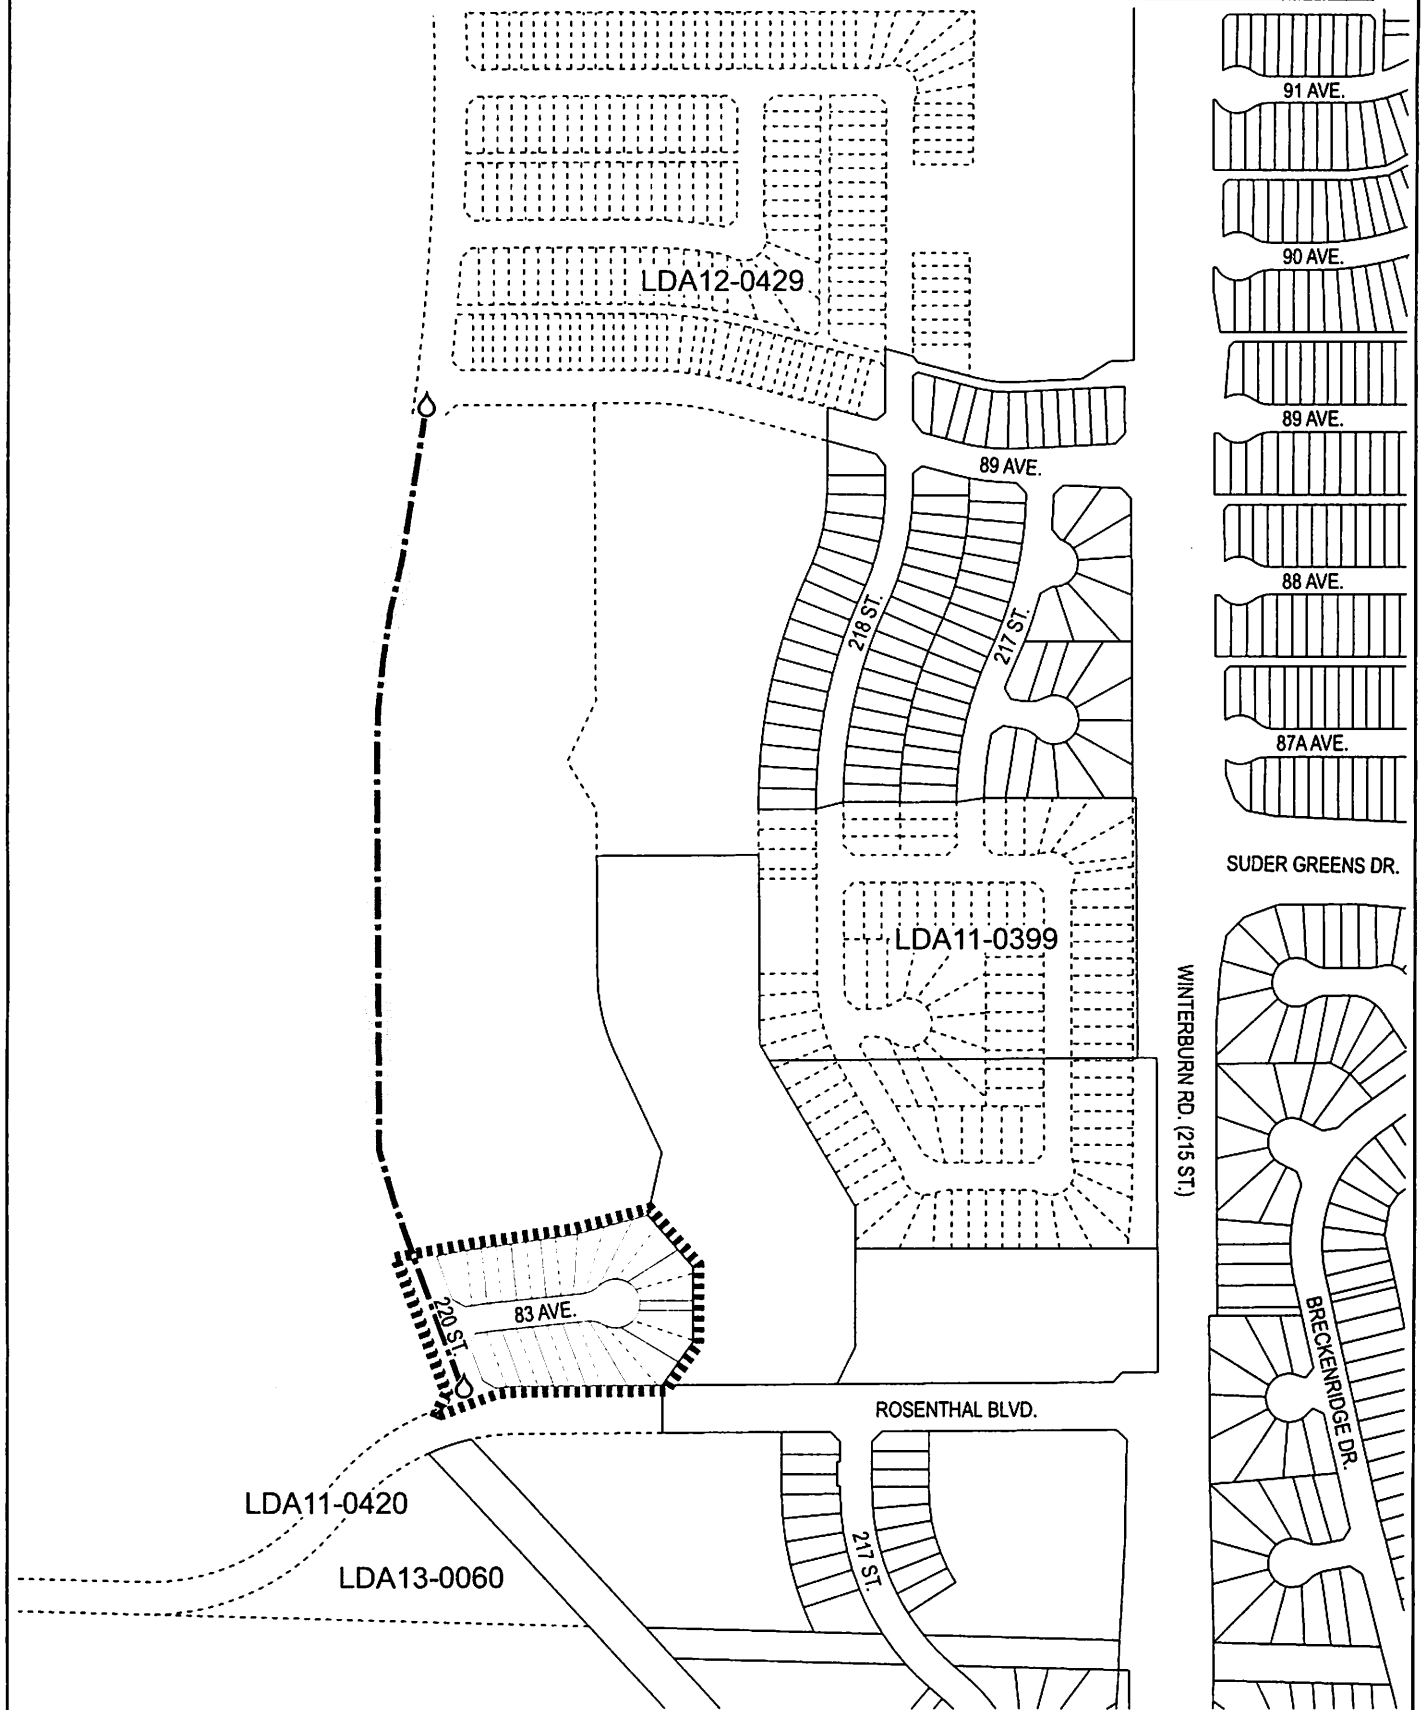 91 AVE.
90 AVE.
LDA12-0429
89 AVE.
89 AVE.
88 AVE.
218 ST.
217 ST.
87A AVE.
SUDER GREENS DR.
LDA11-0399
WINTERBURN RD. (215 ST.)
220 ST.
83 AVE.
BRECKENRIDGE DR.
ROSENTHAL BLVD.
LDA11-0420
217 ST.
LDA13-0060